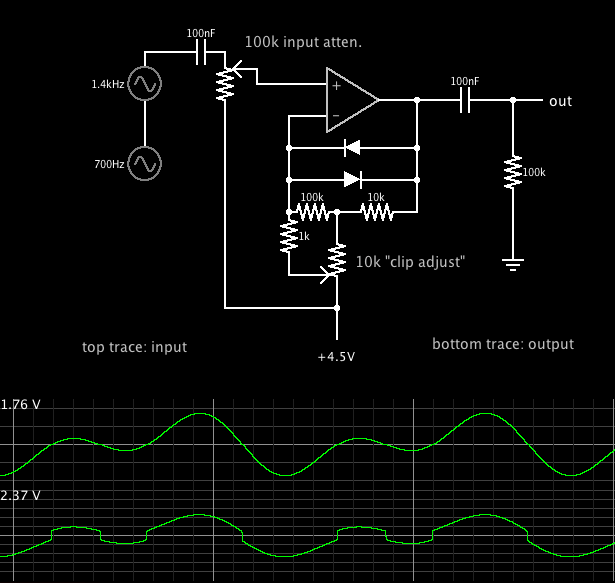 100nF
100k input atten.
1.4kHz
+
100nF
out
-
700Hz
100k
100k
10k
1k
10k "clip adjust"
top trace: input
bottom trace: output
+4.5V
1.76 V
2.37 V